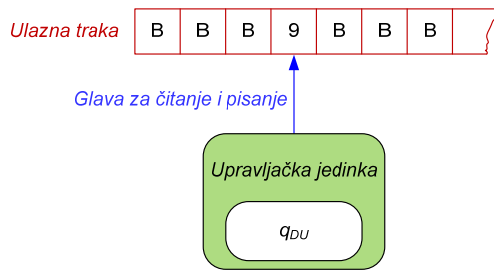 Ulazna traka B B B 9 B B B
Glava za čitanje i pisanje
Upravljačka jedinka
qDU